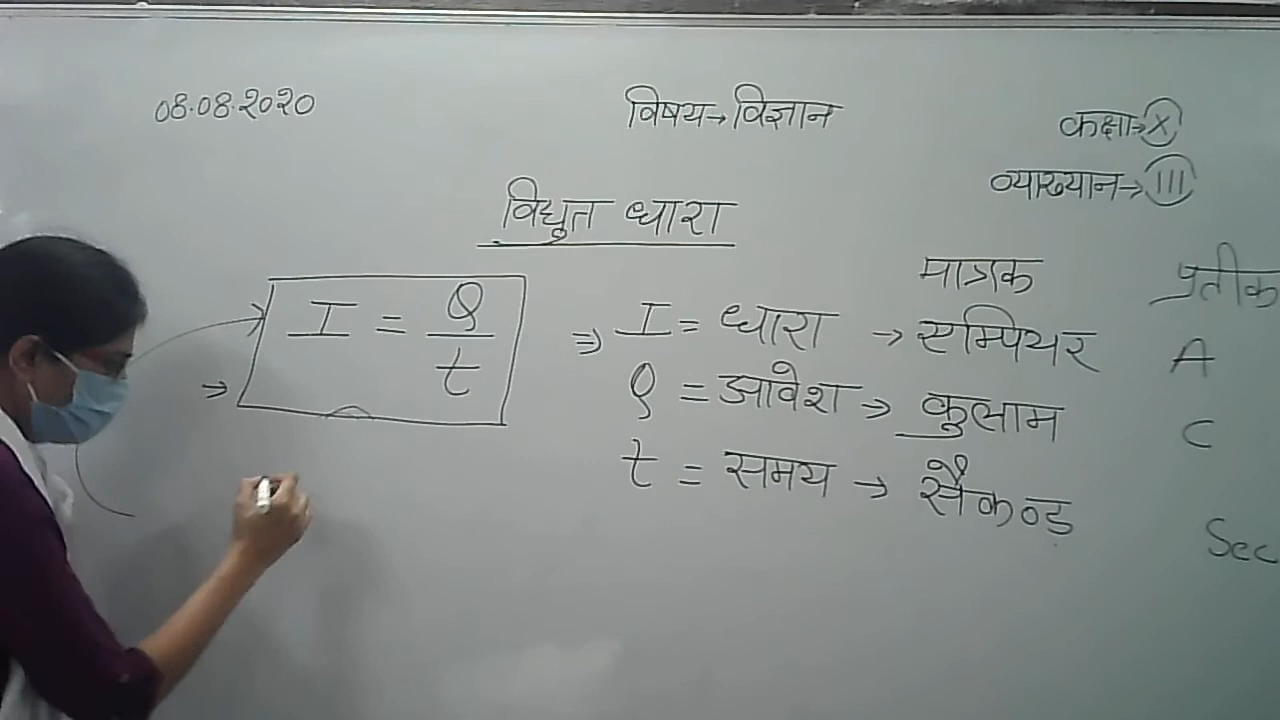 08.08.2020
विषय→विज्ञान
कक्षा→X
व्याख्यान→III
विद्युत धारा
मात्रक प्रतीक
I = Q/t
⇒ I = धारा → एम्पियर A
Q = आवेश → कुलाम C
t = समय → सैकण्ड Sec